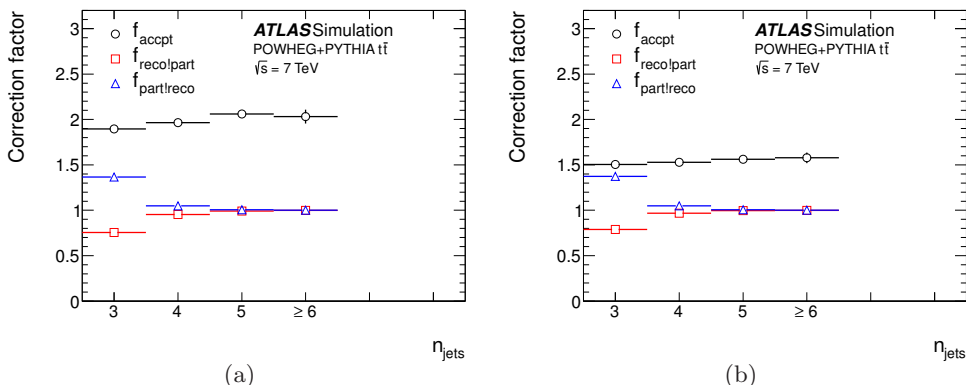 Correction factor
3
2.5
2
1.5
1
0.5
0
f_accpt
f_reco!part
f_part!reco
ATLAS Simulation
POWHEG+PYTHIA tt̄
√s = 7 TeV
3 4 5 ≥ 6
n_jets
(a)
Correction factor
3
2.5
2
1.5
1
0.5
0
f_accpt
f_reco!part
f_part!reco
ATLAS Simulation
POWHEG+PYTHIA tt̄
√s = 7 TeV
3 4 5 ≥ 6
n_jets
(b)